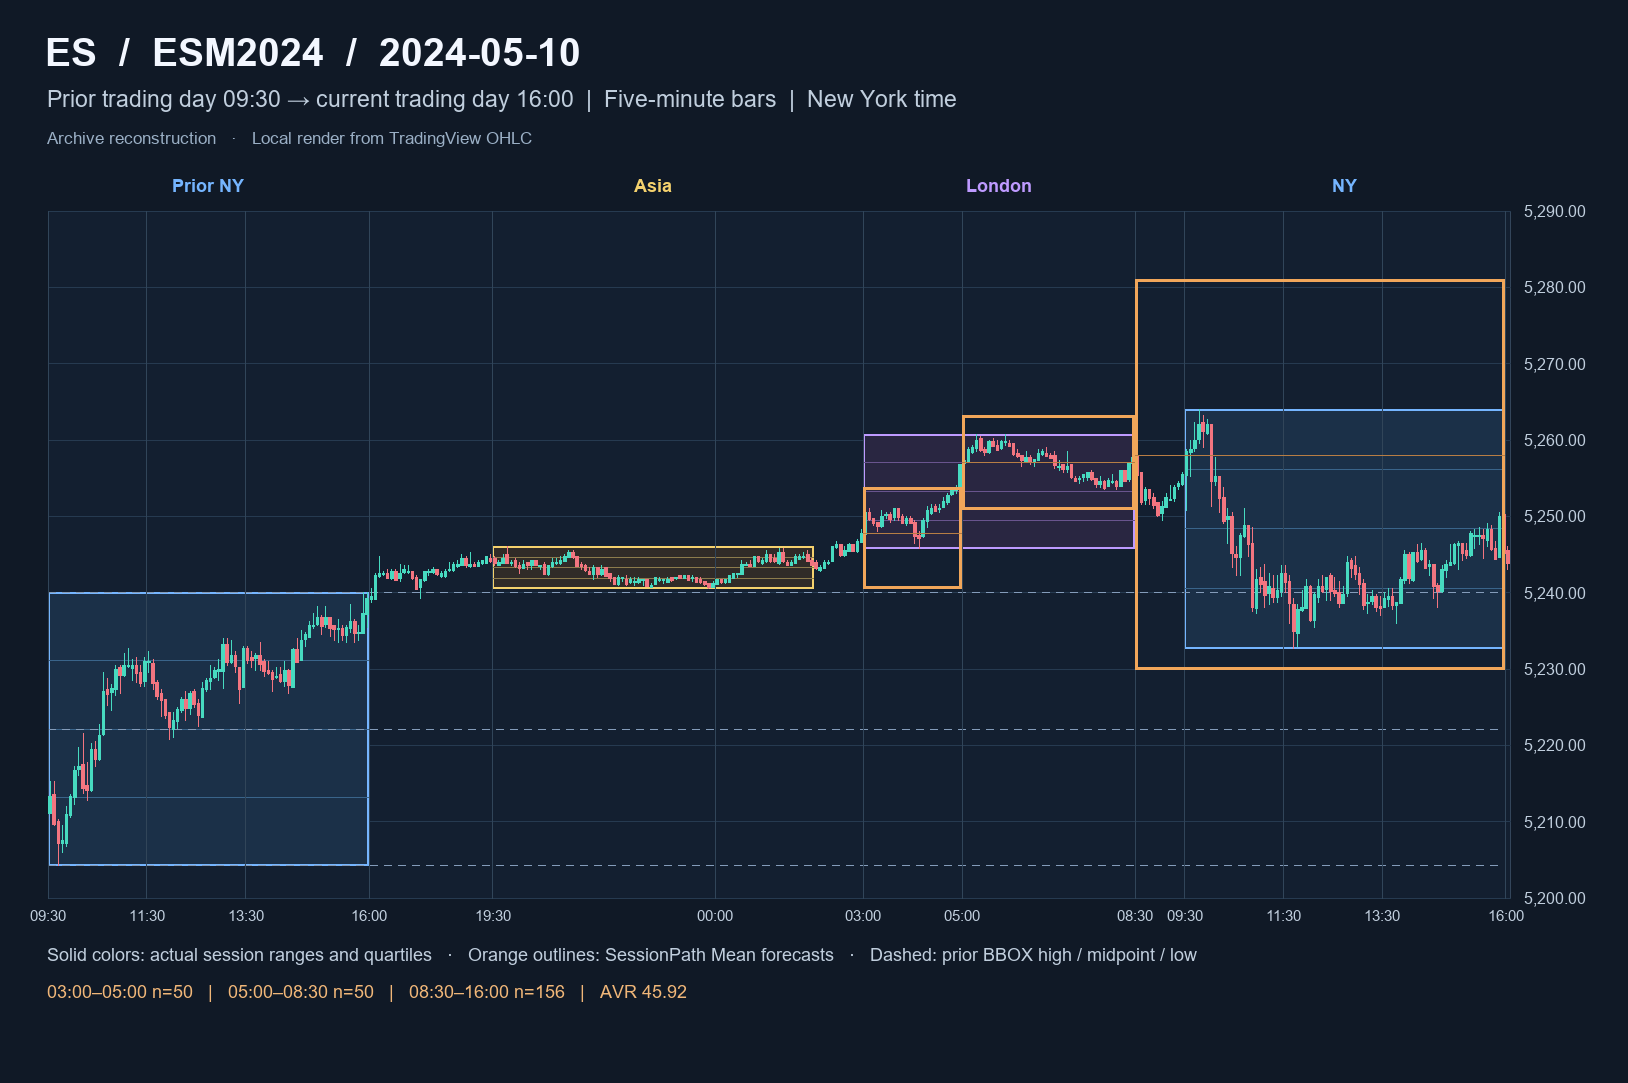 ES / ESM2024 / 2024-05-10
Prior trading day 09:30 → current trading day 16:00 | Five-minute bars | New York time
Archive reconstruction · Local render from TradingView OHLC
Prior NY Asia London NY
5,290.00
5,280.00
5,270.00
5,260.00
5,250.00
5,240.00
5,230.00
5,220.00
5,210.00
5,200.00
09:30 11:30 13:30 16:00 19:30 00:00 03:00 05:00 08:30 09:30 11:30 13:30 16:00
Solid colors: actual session ranges and quartiles · Orange outlines: SessionPath Mean forecasts · Dashed: prior BBOX high / midpoint / low
03:00–05:00 n=50 | 05:00–08:30 n=50 | 08:30–16:00 n=156 | AVR 45.92